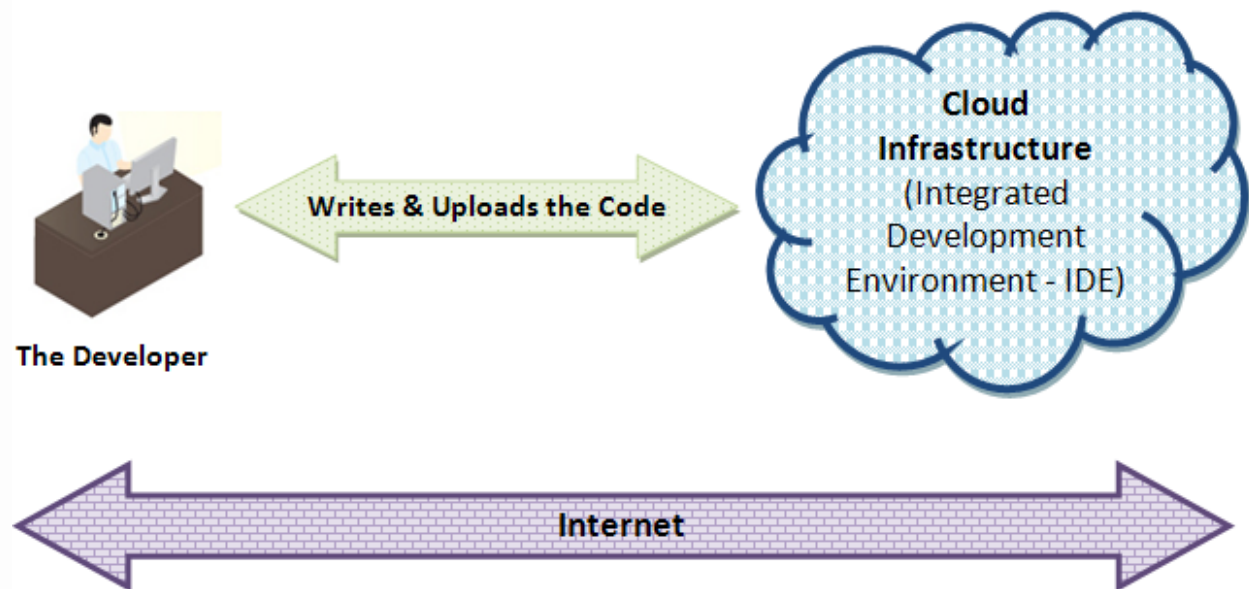 Cloud
Infrastructure
(Integrated
Development
Environment - IDE)
Writes & Uploads the Code
The Developer
Internet